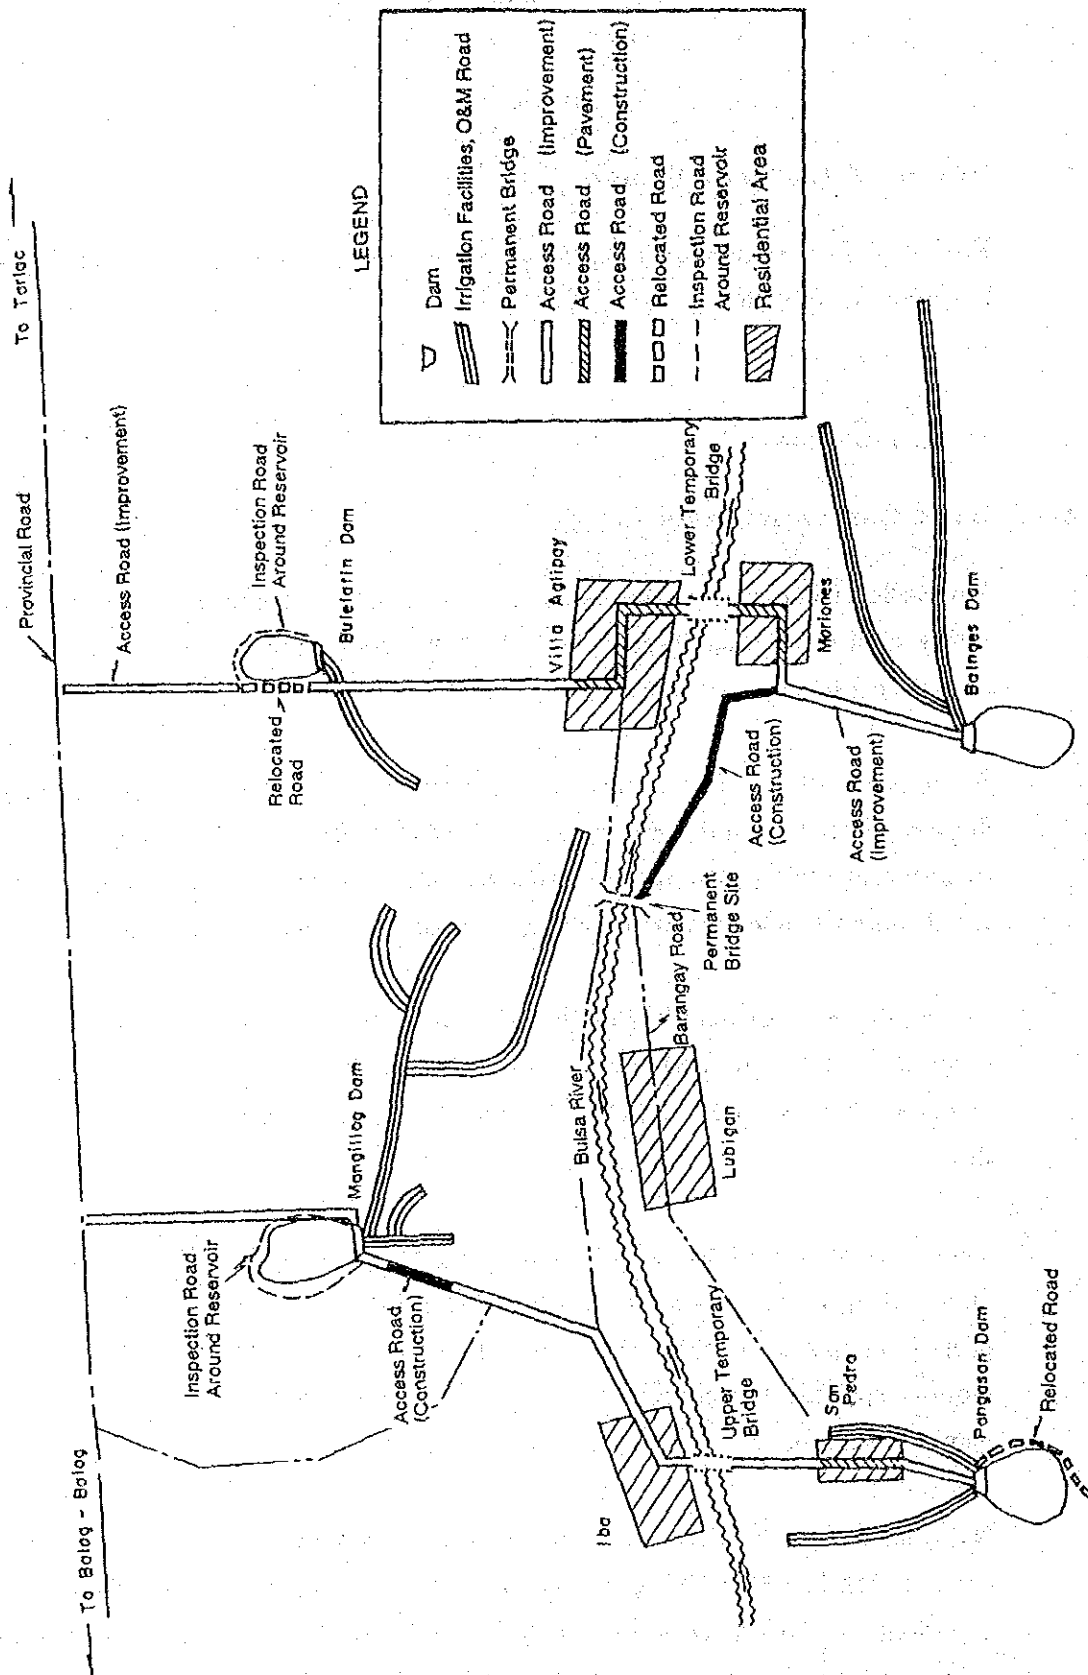 To Balog - Balog
Provincial Road
To Tarlac
Access Road (Improvement)
Inspection Road
Around Reservoir
Mangillog Dam
Relocated
Road
Inspection Road
Around Reservoir
Bulelatin Dam
Access Road
(Construction)
Iba
Bulsa River
Villa Aglipay
Upper Temporary
Bridge
Lubigan
Barangay Road
Permanent
Bridge Site
Lower Temporary
Bridge
San
Pedro
Access Road
(Construction)
Moriones
Access Road
(Improvement)
Pangasan Dam
Relocated Road
Bainges Dam
LEGEND
Dam
Irrigation Facilities, O&M Road
Permanent Bridge
Access Road (Improvement)
Access Road (Pavement)
Access Road (Construction)
Relocated Road
Inspection Road
Around Reservoir
Residential Area